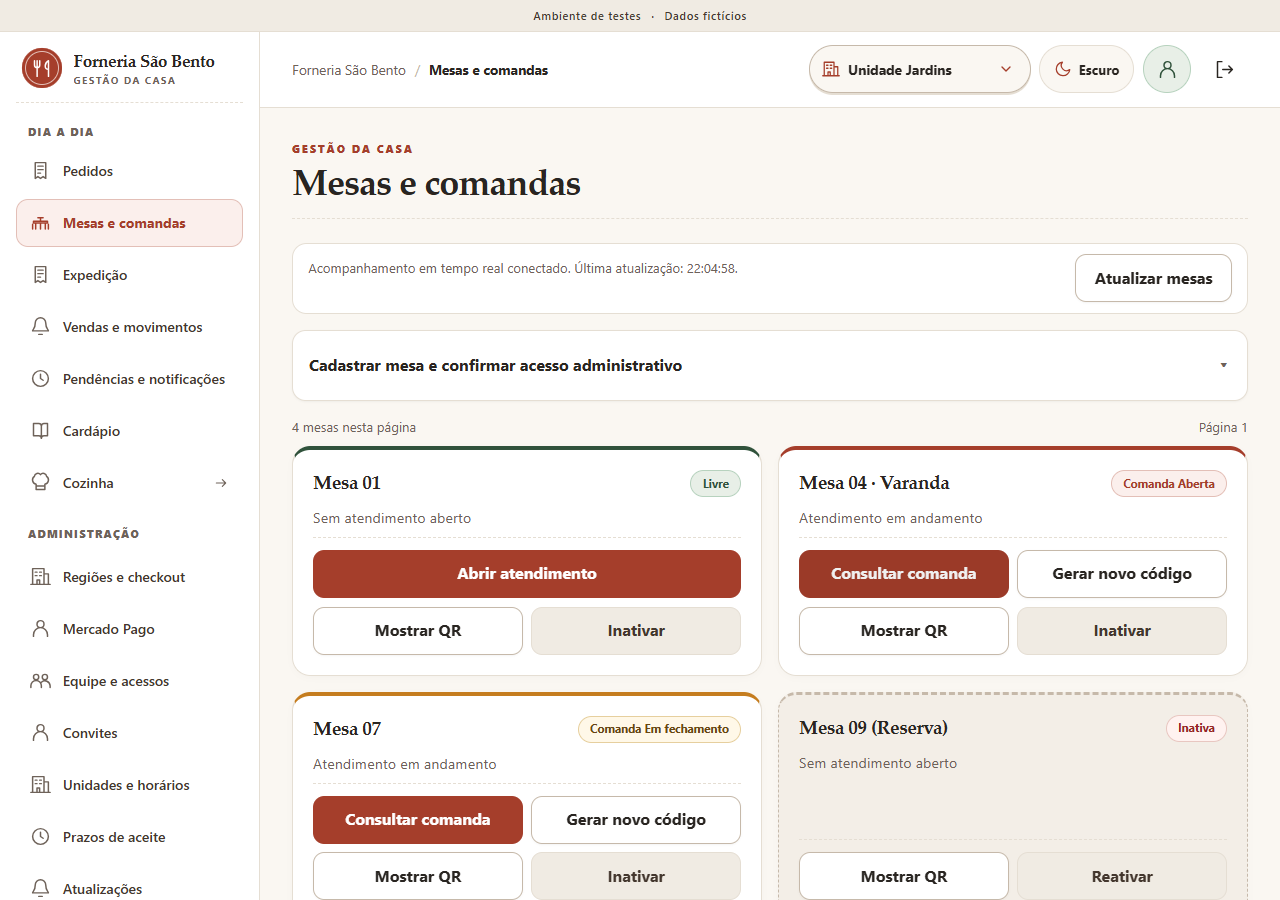 Ambiente de testes · Dados fictícios
Forneria São Bento
GESTÃO DA CASA
DIA A DIA
Pedidos
Mesas e comandas
Expedição
Vendas e movimentos
Pendências e notificações
Cardápio
Cozinha →
ADMINISTRAÇÃO
Regiões e checkout
Mercado Pago
Equipe e acessos
Convites
Unidades e horários
Prazos de aceite
Atualizações
Forneria São Bento / Mesas e comandas
Unidade Jardins
Escuro
GESTÃO DA CASA
Mesas e comandas
Acompanhamento em tempo real conectado. Última atualização: 22:04:58.
Atualizar mesas
Cadastrar mesa e confirmar acesso administrativo
4 mesas nesta página
Página 1
Mesa 01
Livre
Sem atendimento aberto
Abrir atendimento
Mostrar QR
Inativar
Mesa 04 · Varanda
Comanda Aberta
Atendimento em andamento
Consultar comanda
Gerar novo código
Mostrar QR
Inativar
Mesa 07
Comanda Em fechamento
Atendimento em andamento
Consultar comanda
Gerar novo código
Mostrar QR
Inativar
Mesa 09 (Reserva)
Inativa
Sem atendimento aberto
Mostrar QR
Reativar